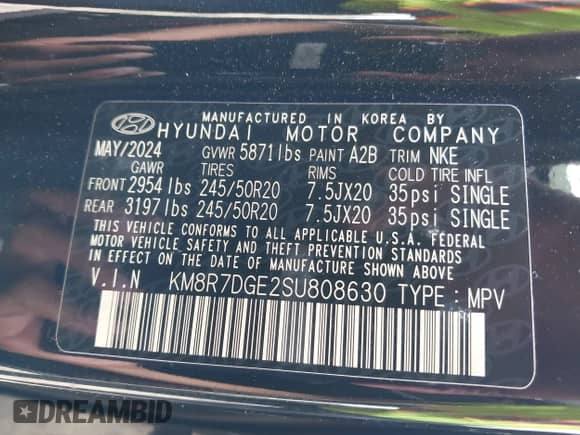 MANUFACTURED IN KOREA BY
HYUNDAI MOTOR COMPANY
MAY/2024 GVWR 5871lbs PAINT A2B TRIM NKE
GAWR TIRES RIMS COLD TIRE INFL
FRONT 2954lbs 245/50R20 7.5JX20 35psi SINGLE
REAR 3197lbs 245/50R20 7.5JX20 35psi SINGLE
THIS VEHICLE CONFORMS TO ALL APPLICABLE U.S.A. FEDERAL
MOTOR VEHICLE SAFETY AND THEFT PREVENTION STANDARDS
IN EFFECT ON THE DATE OF MANUFACTURE SHOWN ABOVE.
V.I.N KM8R7DGE2SU808630 TYPE : MPV
DREAMBID